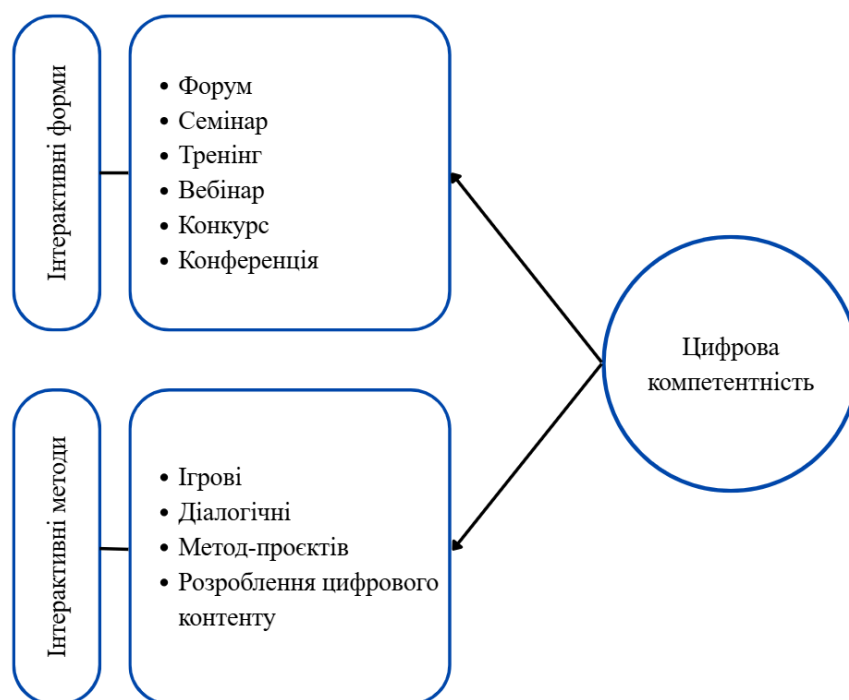 Інтерактивні форми
• Форум
• Семінар
• Тренінг
• Вебінар
• Конкурс
• Конференція
Цифрова
компетентність
Інтерактивні методи
• Ігрові
• Діалогічні
• Метод-проєктів
• Розроблення цифрового
контенту